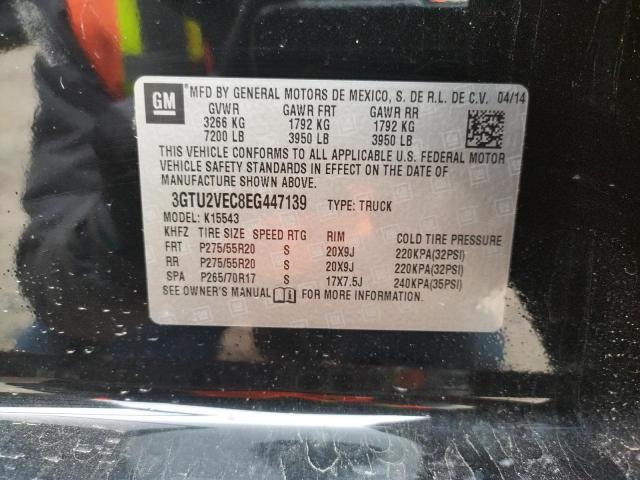 GM
® MFD BY GENERAL MOTORS DE MEXICO, S. DE R.L. DE C.V. 04/14
GVWR GAWR FRT GAWR RR
3266 KG 1792 KG 1792 KG
7200 LB 3950 LB 3950 LB
THIS VEHICLE CONFORMS TO ALL APPLICABLE U.S. FEDERAL MOTOR
VEHICLE SAFETY STANDARDS IN EFFECT ON THE DATE OF
MANUFACTURE SHOWN ABOVE.
3GTU2VEC8EG447139 TYPE: TRUCK
MODEL: K15543
KHFZ TIRE SIZE SPEED RTG RIM COLD TIRE PRESSURE
FRT P275/55R20 S 20X9J 220KPA(32PSI)
RR P275/55R20 S 20X9J 220KPA(32PSI)
SPA P265/70R17 S 17X7.5J 240KPA(35PSI)
SEE OWNER'S MANUAL i FOR MORE INFORMATION.